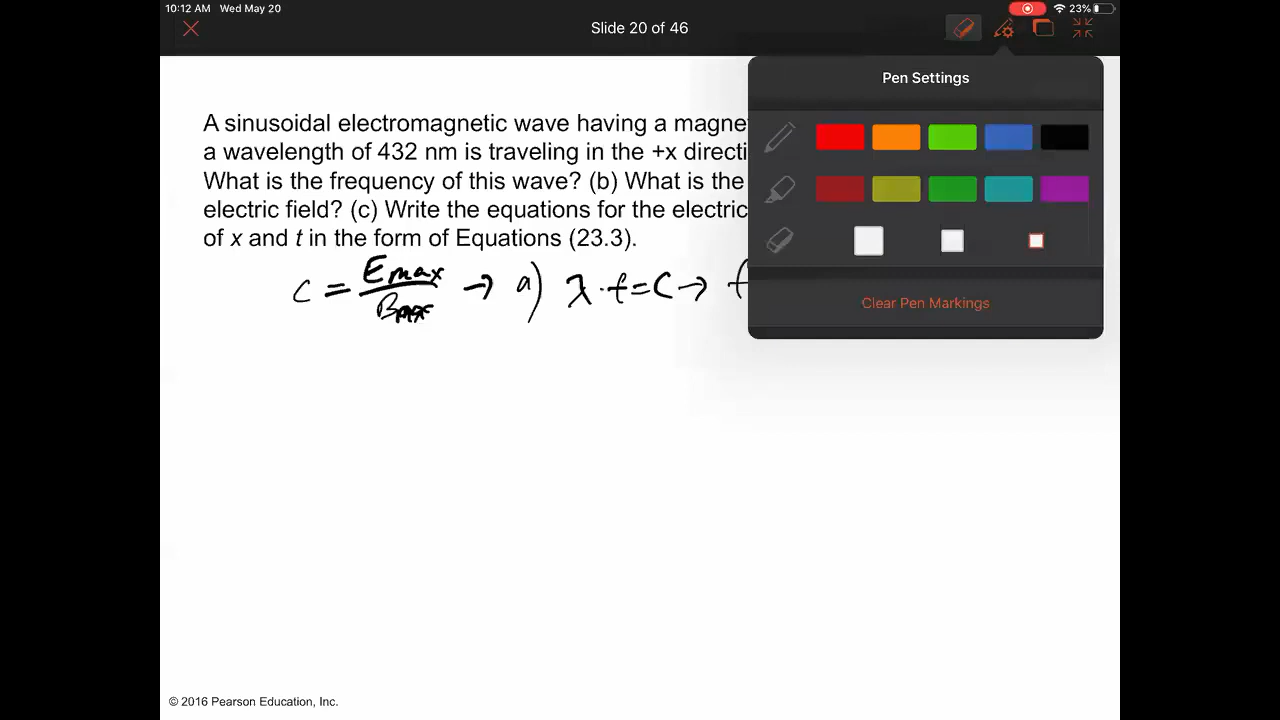 10:12 AM Wed May 20
23%
Slide 20 of 46
Pen Settings
A sinusoidal electromagnetic wave having a magne
a wavelength of 432 nm is traveling in the +x directi
What is the frequency of this wave? (b) What is the
electric field? (c) Write the equations for the electric
of x and t in the form of Equations (23.3).
c = Emax / Bmax → a) λ·f = c → f
Clear Pen Markings
© 2016 Pearson Education, Inc.